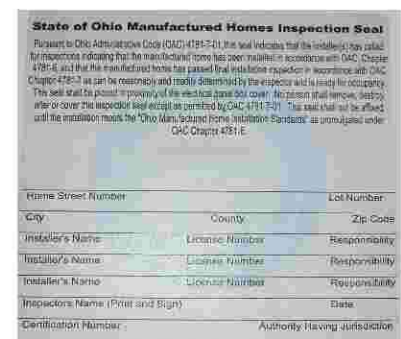 State of Ohio Manufactured Homes Inspection Seal
Pursuant to Ohio Administrative Code (OAC) 4781-7-01, this seal indicates that the installer(s) has called
for inspections indicating that the manufactured home has been installed in accordance with OAC Chapter
4781-6, and that this manufactured home has passed final installation inspection in accordance with OAC
Chapter 4781-7 as can be reasonably and readily determined by the inspector and is ready for occupancy.
This seal shall be placed in proximity of the electrical panel box cover. No person shall remove, destroy,
alter or cover this inspection seal except as permitted by OAC 4781-7-01. This seal shall not be affixed
until the installation meets the "Ohio Manufactured Home Installation Standards" as promulgated under
OAC Chapter 4781-6.
Home Street Number Lot Number
City County Zip Code
Installer's Name License Number Responsibility
Installer's Name License Number Responsibility
Installer's Name License Number Responsibility
Inspectors Name (Print and Sign) Date
Certification Number Authority Having Jurisdiction